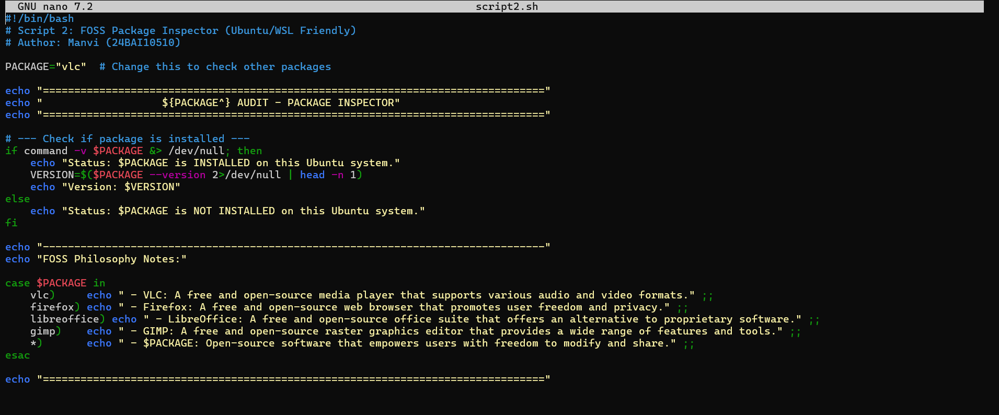 GNU nano 7.2 script2.sh
#!/bin/bash
# Script 2: FOSS Package Inspector (Ubuntu/WSL Friendly)
# Author: Manvi (24BAI10510)
PACKAGE="vlc"  # Change this to check other packages
echo "================================================================================"
echo "                   ${PACKAGE^} AUDIT - PACKAGE INSPECTOR"
echo "================================================================================"
# --- Check if package is installed ---
if command -v $PACKAGE &> /dev/null; then
    echo "Status: $PACKAGE is INSTALLED on this Ubuntu system."
    VERSION=$($PACKAGE --version 2>/dev/null | head -n 1)
    echo "Version: $VERSION"
else
    echo "Status: $PACKAGE is NOT INSTALLED on this Ubuntu system."
fi
echo "--------------------------------------------------------------------------------"
echo "FOSS Philosophy Notes:"
case $PACKAGE in
    vlc)     echo " - VLC: A free and open-source media player that supports various audio and video formats." ;;
    firefox) echo " - Firefox: A free and open-source web browser that promotes user freedom and privacy." ;;
    libreoffice) echo " - LibreOffice: A free and open-source office suite that offers an alternative to proprietary software." ;;
    gimp)    echo " - GIMP: A free and open-source raster graphics editor that provides a wide range of features and tools." ;;
    *)       echo " - $PACKAGE: Open-source software that empowers users with freedom to modify and share." ;;
esac
echo "================================================================================"